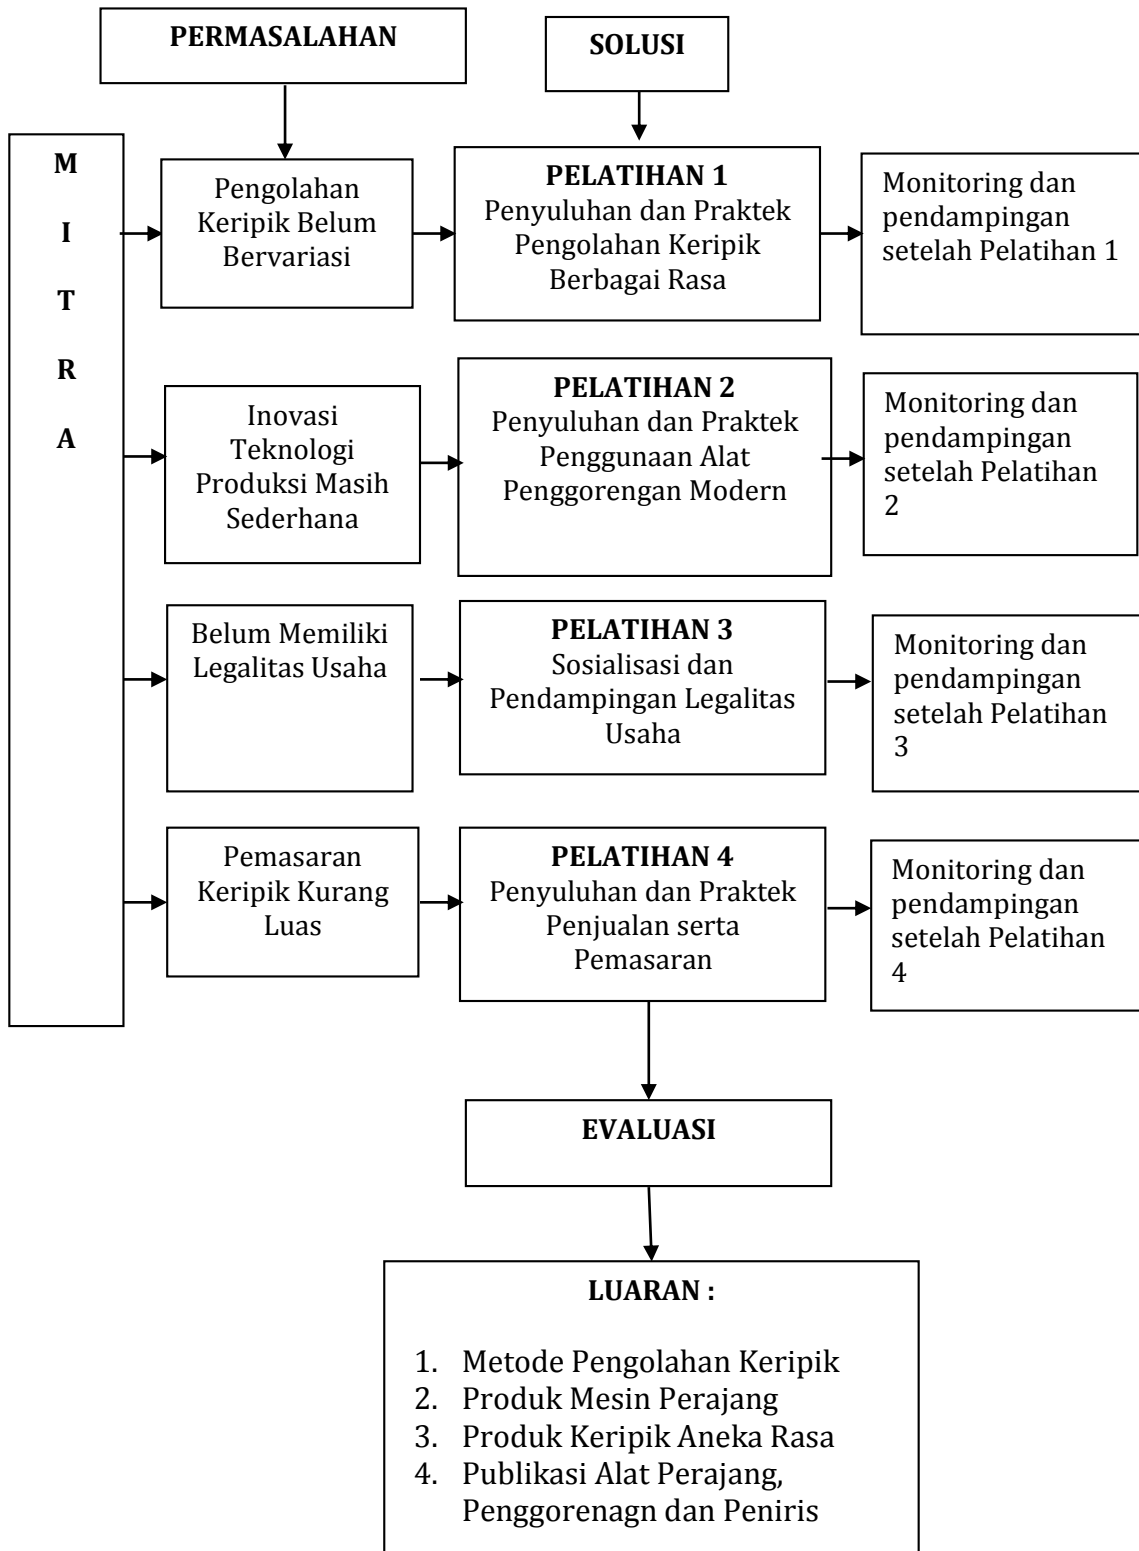 PERMASALAHAN
SOLUSI
M
I
T
R
A
Pengolahan
Keripik Belum
Bervariasi
PELATIHAN 1
Penyuluhan dan Praktek
Pengolahan Keripik
Berbagai Rasa
Monitoring dan
pendampingan
setelah Pelatihan 1
Inovasi
Teknologi
Produksi Masih
Sederhana
PELATIHAN 2
Penyuluhan dan Praktek
Penggunaan Alat
Penggorengan Modern
Monitoring dan
pendampingan
setelah Pelatihan
2
Belum Memiliki
Legalitas Usaha
PELATIHAN 3
Sosialisasi dan
Pendampingan Legalitas
Usaha
Monitoring dan
pendampingan
setelah Pelatihan
3
Pemasaran
Keripik Kurang
Luas
PELATIHAN 4
Penyuluhan dan Praktek
Penjualan serta
Pemasaran
Monitoring dan
pendampingan
setelah Pelatihan
4
EVALUASI
LUARAN :
1. Metode Pengolahan Keripik
2. Produk Mesin Perajang
3. Produk Keripik Aneka Rasa
4. Publikasi Alat Perajang,
Penggorenagn dan Peniris